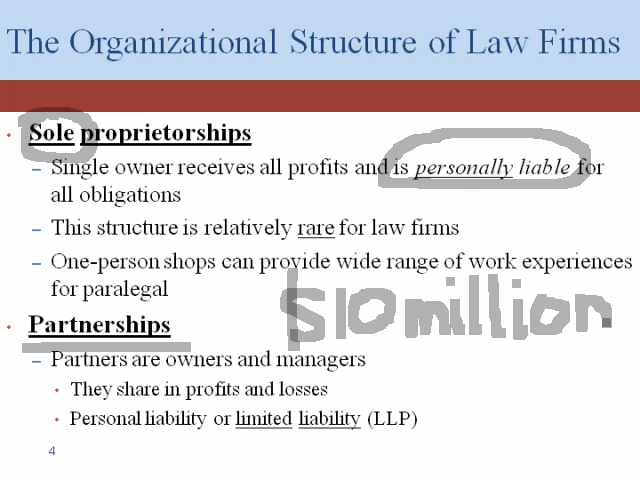 The Organizational Structure of Law Firms
• Sole proprietorships
– Single owner receives all profits and is personally liable for
all obligations
– This structure is relatively rare for law firms
– One-person shops can provide wide range of work experiences
for paralegal
$10 million
• Partnerships
– Partners are owners and managers
• They share in profits and losses
• Personal liability or limited liability (LLP)
4